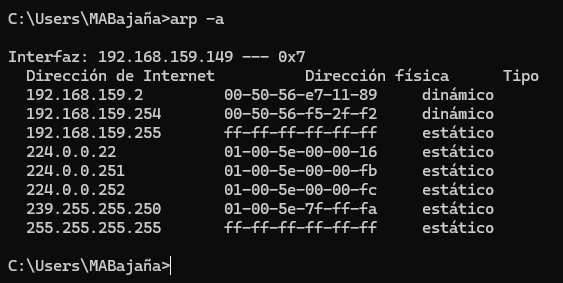 C:\Users\MABajaña>arp -a
Interfaz: 192.168.159.149 --- 0x7
Dirección de Internet Dirección física Tipo
192.168.159.2 00-50-56-e7-11-89 dinámico
192.168.159.254 00-50-56-f5-2f-f2 dinámico
192.168.159.255 ff-ff-ff-ff-ff-ff estático
224.0.0.22 01-00-5e-00-00-16 estático
224.0.0.251 01-00-5e-00-00-fb estático
224.0.0.252 01-00-5e-00-00-fc estático
239.255.255.250 01-00-5e-7f-ff-fa estático
255.255.255.255 ff-ff-ff-ff-ff-ff estático
C:\Users\MABajaña>